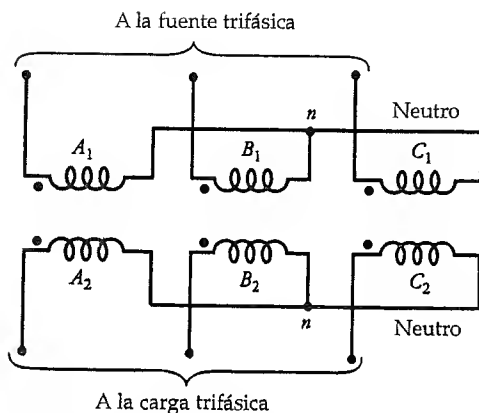 A la fuente trifásica
n
Neutro
A₁
B₁
C₁
A₂
B₂
C₂
n
Neutro
A la carga trifásica